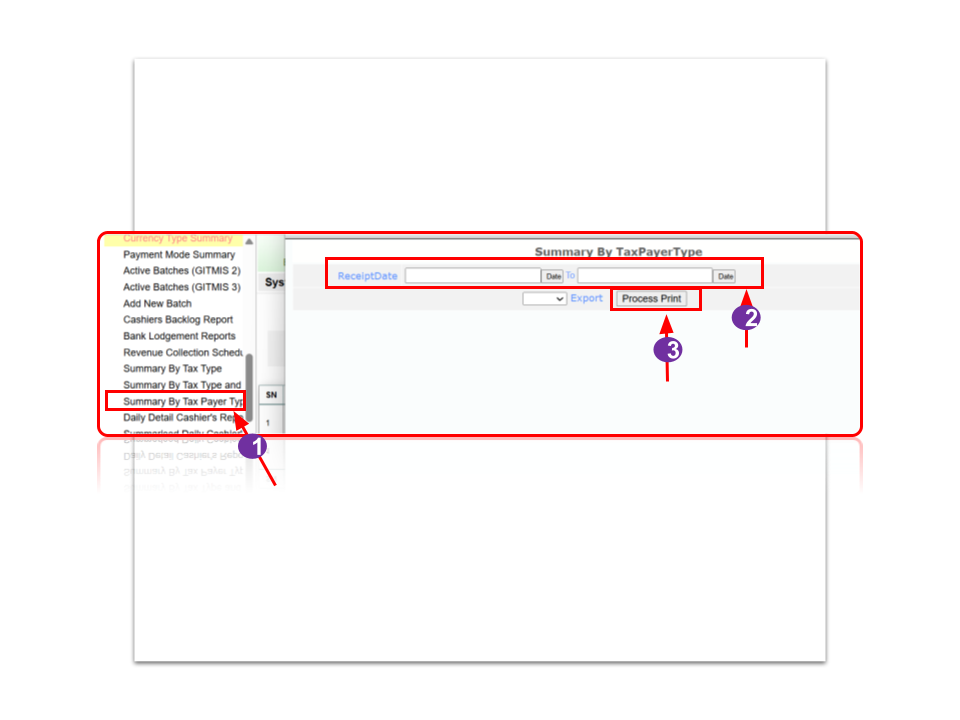 Currency Type Summary
Payment Mode Summary
Active Batches (GITMIS 2)
Active Batches (GITMIS 3)
Add New Batch
Cashiers Backlog Report
Bank Lodgement Reports
Revenue Collection Schedu
Summary By Tax Type
Summary By Tax Type and
Summary By Tax Payer Typ
Daily Detail Cashier's Repo
Summarised Daily Cashier
Sys
SN
1
Summary By TaxPayerType
ReceiptDate Date To Date
Export Process Print
2
3
1